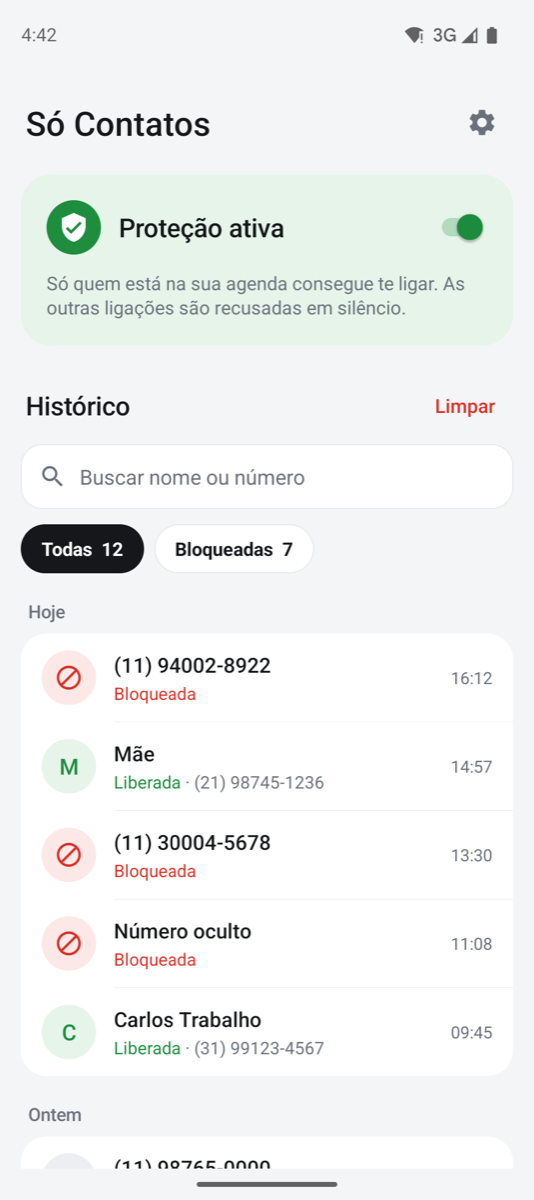 4:42
3G
Só Contatos
Proteção ativa
Só quem está na sua agenda consegue te ligar. As
outras ligações são recusadas em silêncio.
Histórico
Limpar
Buscar nome ou número
Todas 12
Bloqueadas 7
Hoje
(11) 94002-8922
Bloqueada
16:12
M
Mãe
Liberada · (21) 98745-1236
14:57
(11) 30004-5678
Bloqueada
13:30
Número oculto
Bloqueada
11:08
C
Carlos Trabalho
Liberada · (31) 99123-4567
09:45
Ontem
(11) 98765-0000